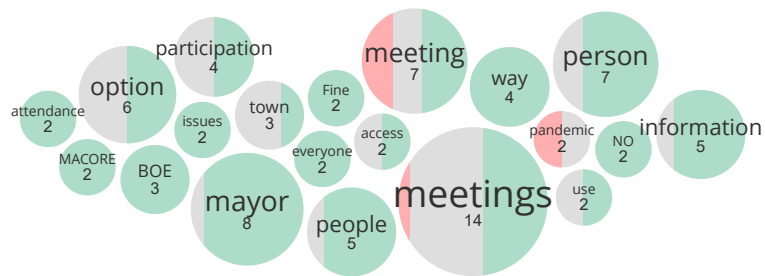 participation
4
meeting
7
person
7
option
6
way
4
Fine
2
attendance
2
town
3
issues
2
access
2
pandemic
2
NO
2
information
5
MACORE
2
BOE
3
everyone
2
mayor
8
people
5
meetings
14
use
2